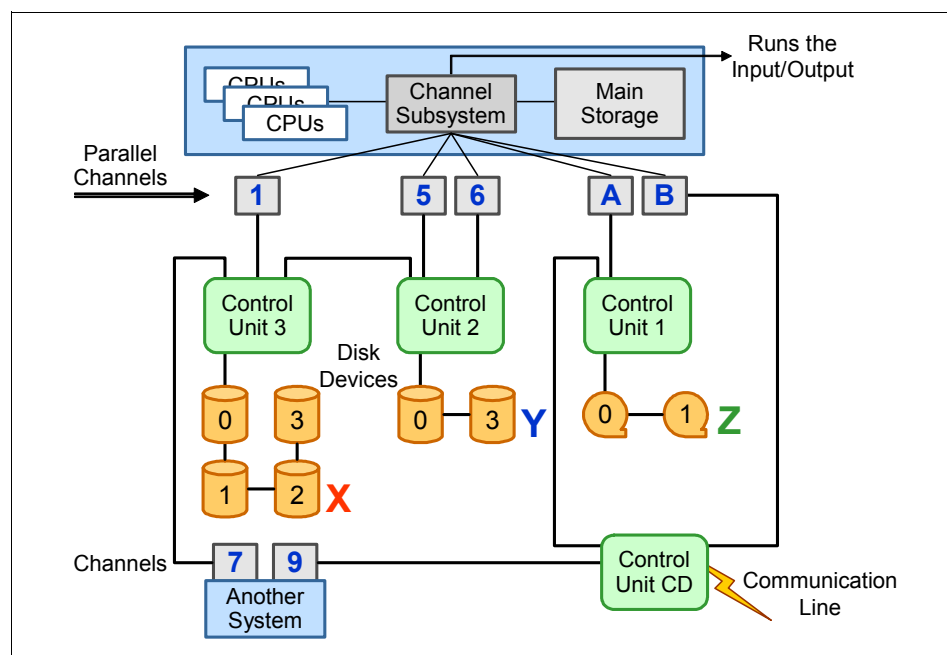 Runs the
Input/Output
CPUs
CPUs
CPUs
Channel
Subsystem
Main
Storage
Parallel
Channels
1
5
6
A
B
Control
Unit 3
Control
Unit 2
Control
Unit 1
Disk
Devices
0
3
0
3
Y
0
1
Z
1
2
X
Channels
7
9
Another
System
Control
Unit CD
Communication
Line